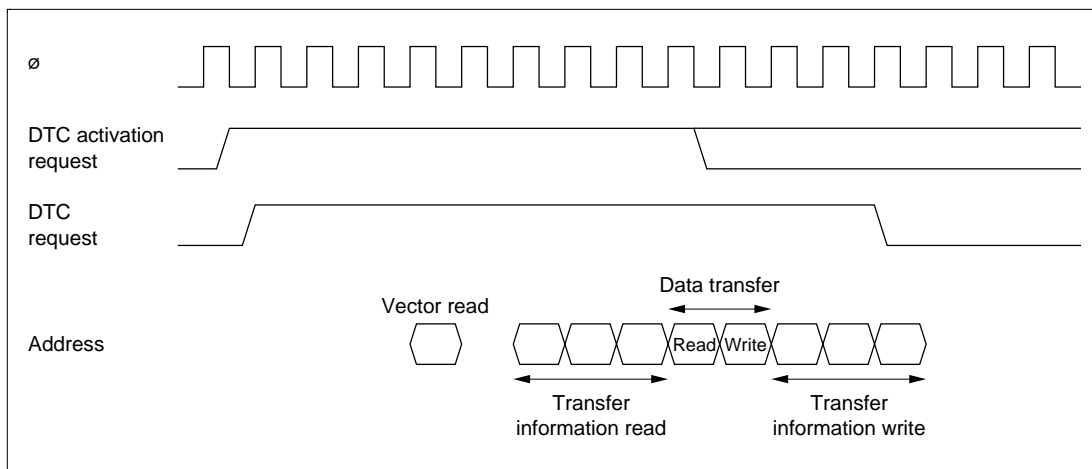 ø
DTC activation
request
DTC
request
Data transfer
Vector read
Address
Read
Write
Transfer
information read
Transfer
information write